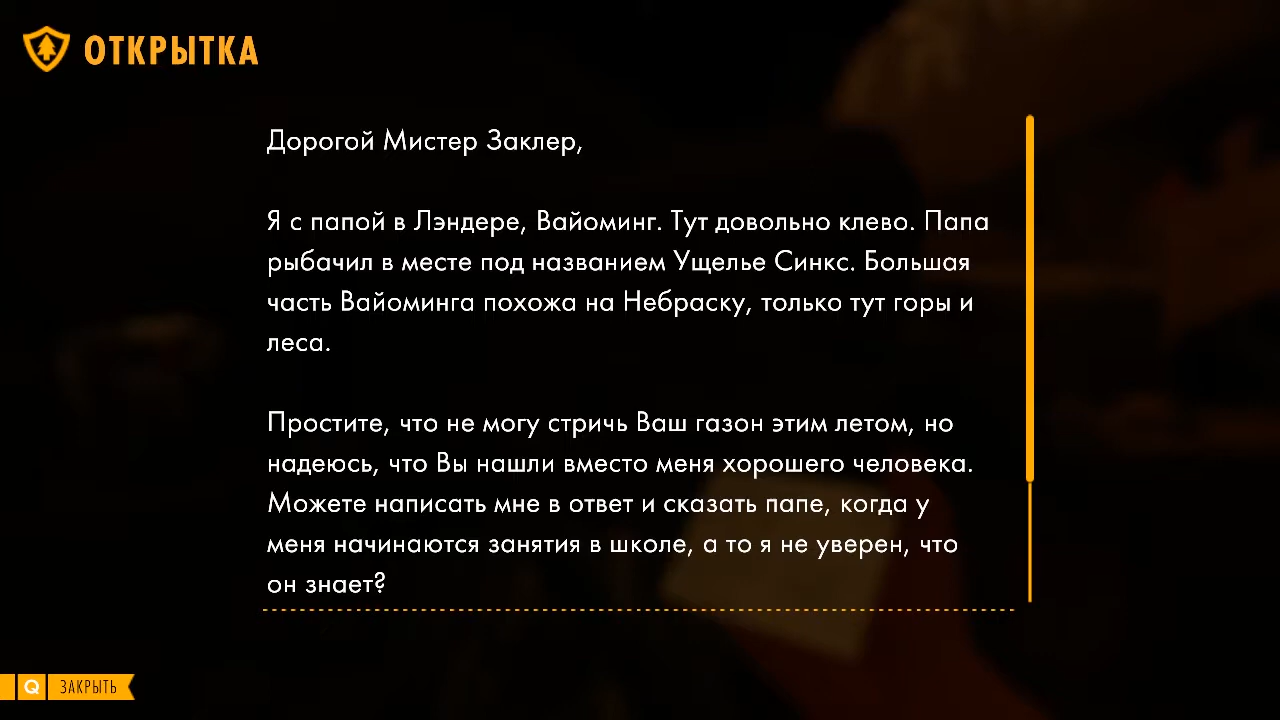 ОТКРЫТКА
Дорогой Мистер Заклер,
Я с папой в Лэндере, Вайоминг. Тут довольно клево. Папа
рыбачил в месте под названием Ущелье Синкс. Большая
часть Вайоминга похожа на Небраску, только тут горы и
леса.
Простите, что не могу стричь Ваш газон этим летом, но
надеюсь, что Вы нашли вместо меня хорошего человека.
Можете написать мне в ответ и сказать папе, когда у
меня начинаются занятия в школе, а то я не уверен, что
он знает?
Q ЗАКРЫТЬ